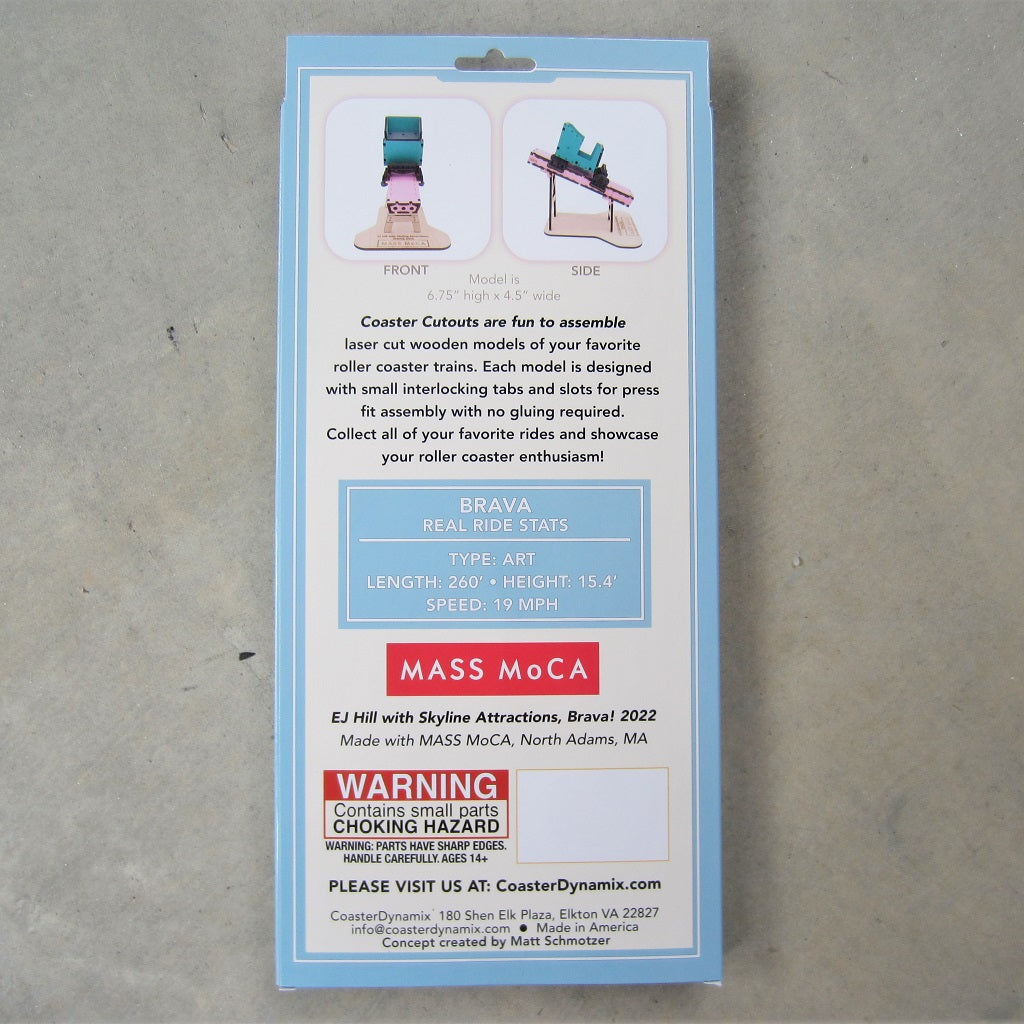 MASS MoCA
FRONT
SIDE
Model is
6.75" high x 4.5" wide
Coaster Cutouts are fun to assemble
laser cut wooden models of your favorite
roller coaster trains. Each model is designed
with small interlocking tabs and slots for press
fit assembly with no gluing required.
Collect all of your favorite rides and showcase
your roller coaster enthusiasm!
BRAVA
REAL RIDE STATS
TYPE: ART
LENGTH: 260' • HEIGHT: 15.4'
SPEED: 19 MPH
MASS MoCA
EJ Hill with Skyline Attractions, Brava! 2022
Made with MASS MoCA, North Adams, MA
WARNING
Contains small parts
CHOKING HAZARD
WARNING: PARTS HAVE SHARP EDGES.
HANDLE CAREFULLY. AGES 14+
PLEASE VISIT US AT: CoasterDynamix.com
CoasterDynamix 180 Shen Elk Plaza, Elkton VA 22827
info@coasterdynamix.com • Made in America
Concept created by Matt Schmotzer